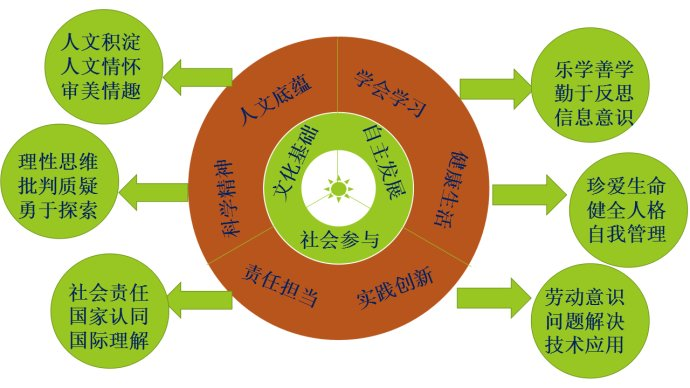 人文积淀
人文情怀
审美情趣
理性思维
批判质疑
勇于探索
社会责任
国家认同
国际理解
人文底蕴
学会学习
科学精神
健康生活
责任担当
实践创新
文化基础
自主发展
社会参与
乐学善学
勤于反思
信息意识
珍爱生命
健全人格
自我管理
劳动意识
问题解决
技术应用